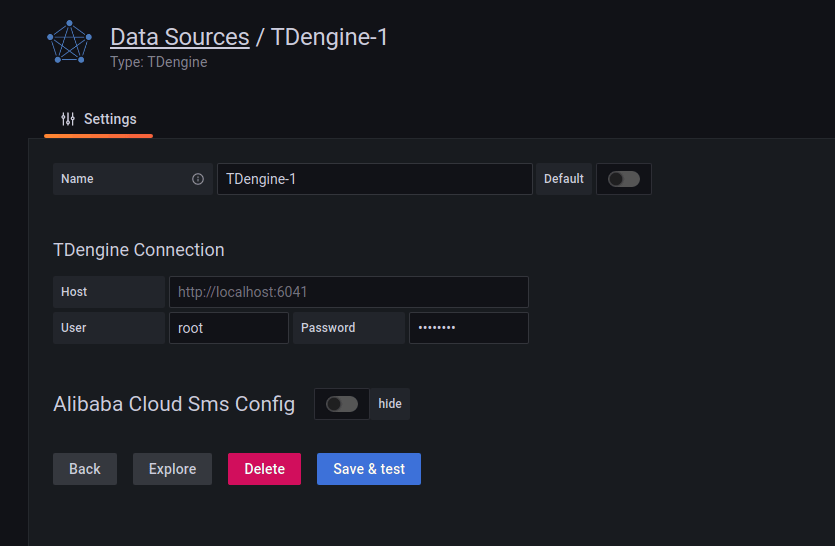 Data Sources / TDengine-1
Type: TDengine
Settings
Name TDengine-1 Default
TDengine Connection
Host http://localhost:6041
User root Password ••••••••
Alibaba Cloud Sms Config hide
Back Explore Delete Save & test